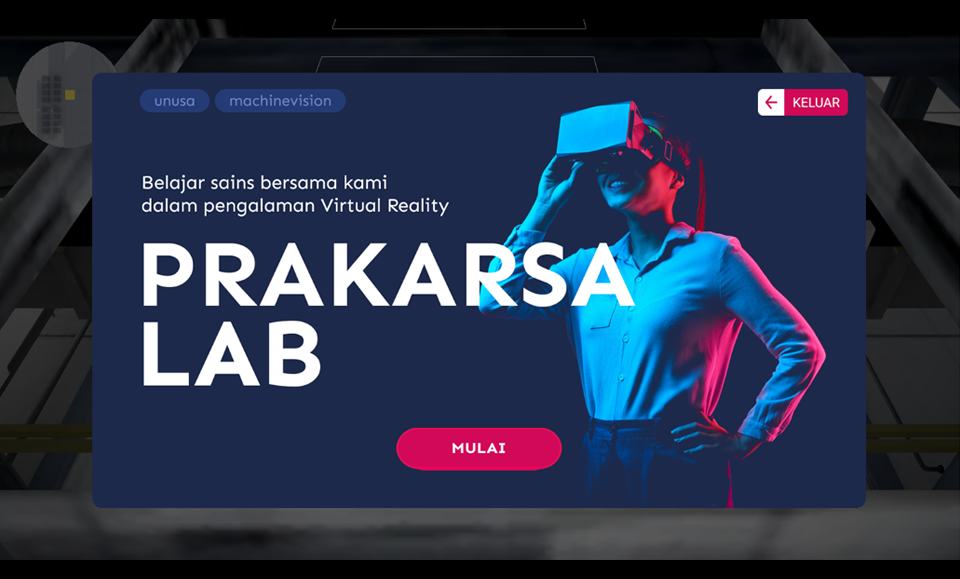 unusa
machinevision
KELUAR
Belajar sains bersama kami
dalam pengalaman Virtual Reality
PRAKARSA
LAB
MULAI